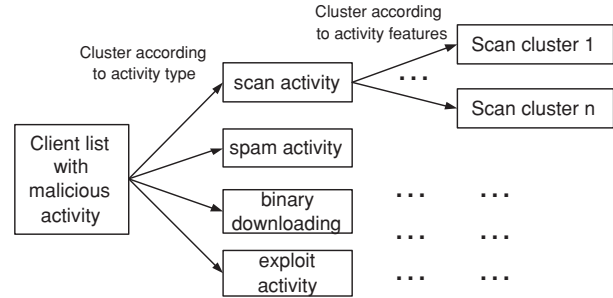 Cluster according
to activity features
Scan cluster 1
Cluster according
to activity type
scan activity
...
Scan cluster n
Client list
with
malicious
activity
spam activity
binary
downloading
... ...
... ...
exploit
activity
... ...